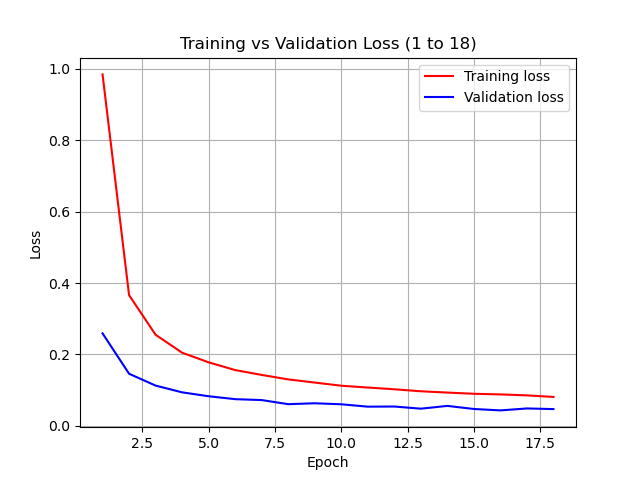 Training vs Validation Loss (1 to 18)
Training loss
Validation loss
1.0
0.8
0.6
0.4
0.2
0.0
Loss
2.5 5.0 7.5 10.0 12.5 15.0 17.5
Epoch